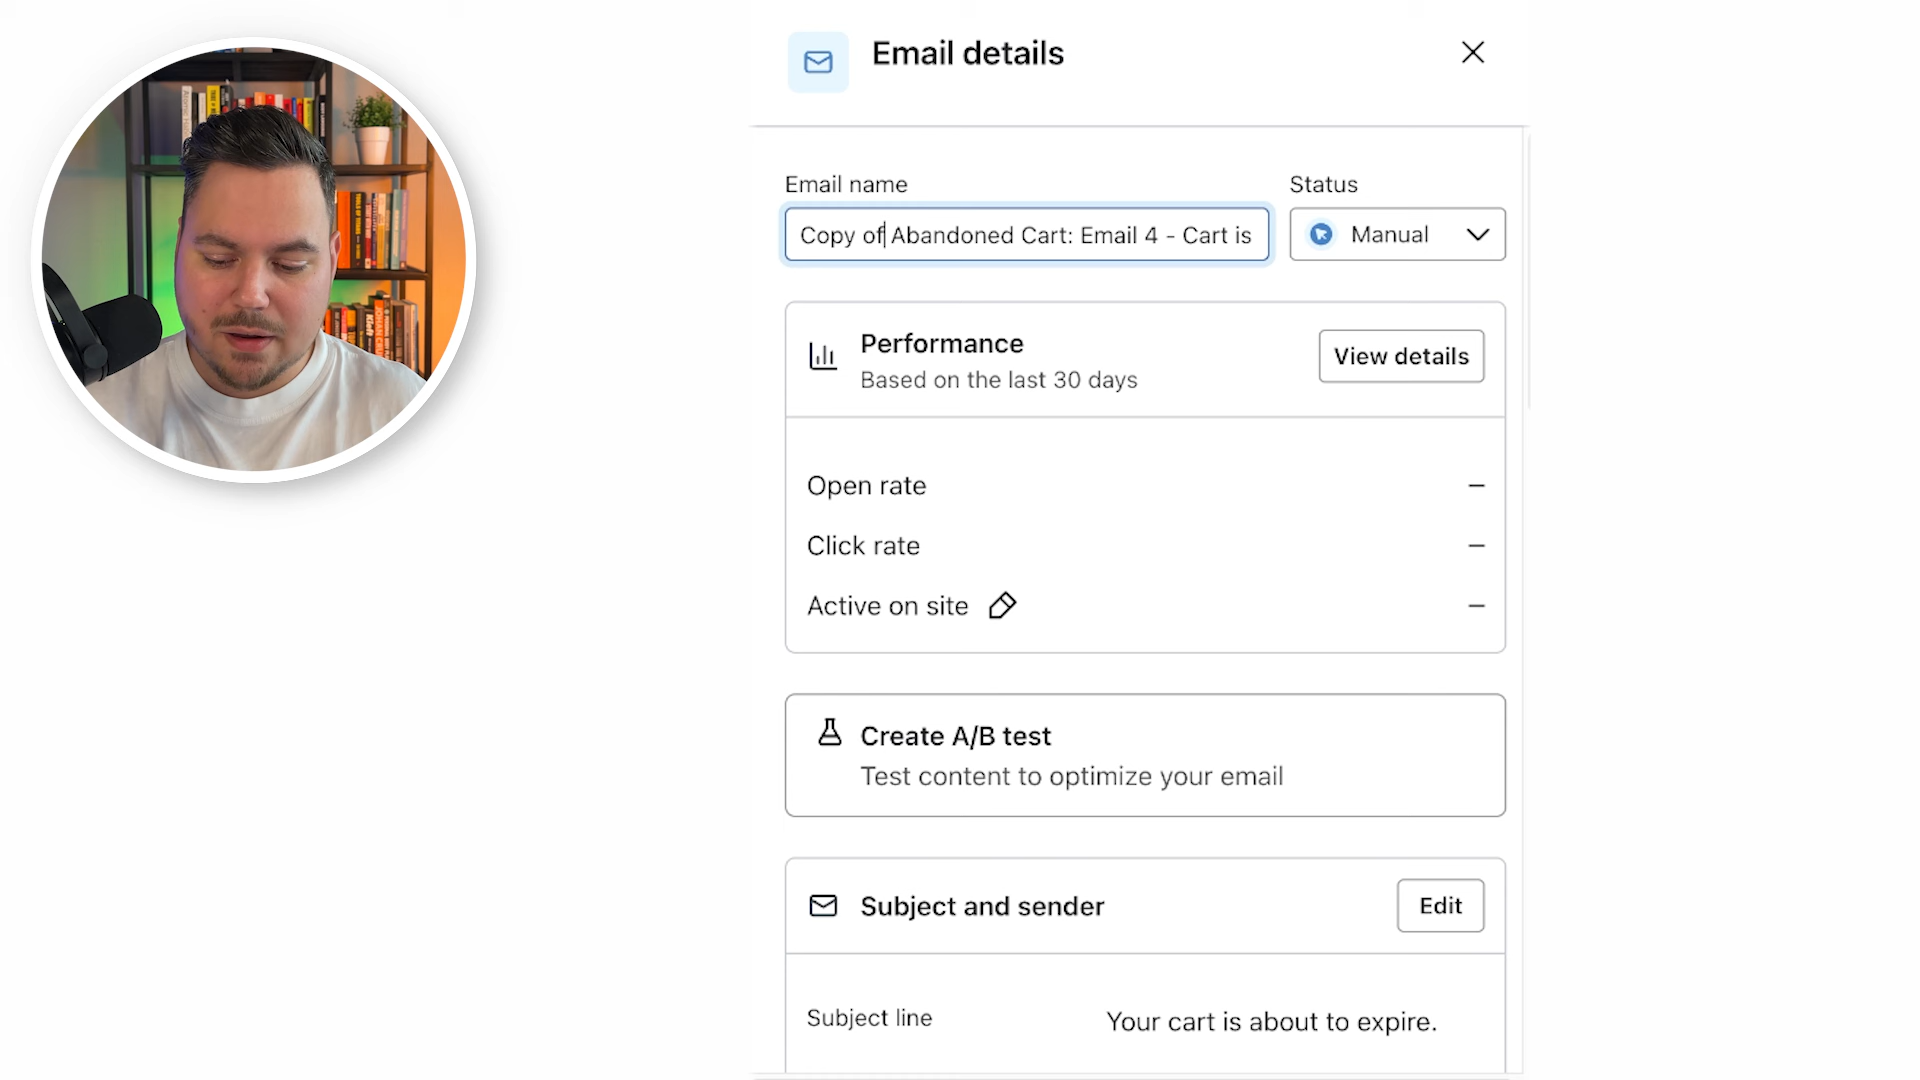 Email details
Email name
Status
Copy of Abandoned Cart: Email 4 - Cart is
Manual
Performance
Based on the last 30 days
View details
Open rate –
Click rate –
Active on site –
Create A/B test
Test content to optimize your email
Subject and sender
Edit
Subject line
Your cart is about to expire.